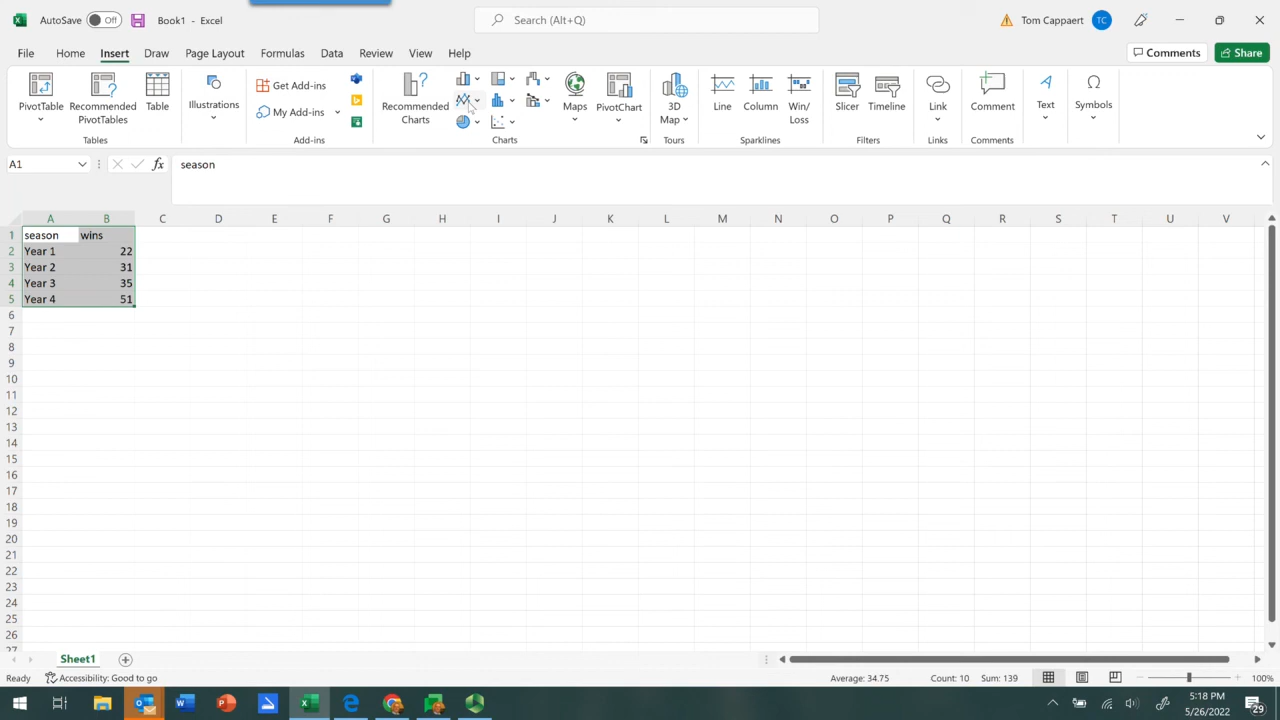 AutoSave Off Book1 - Excel Search (Alt+Q) Tom Cappaert TC
File Home Insert Draw Page Layout Formulas Data Review View Help Comments Share
PivotTable Recommended PivotTables Table Illustrations Get Add-ins My Add-ins Recommended Charts Maps PivotChart 3D Map Line Column Win/Loss Slicer Timeline Link Comment Text Symbols
Tables Add-ins Charts Tours Sparklines Filters Links Comments
A1 fx season
A B C D E F G H I J K L M N O P Q R S T U V
1 season wins
2 Year 1 22
3 Year 2 31
4 Year 3 35
5 Year 4 51
6
7
8
9
10
11
12
13
14
15
16
17
18
19
20
21
22
23
24
25
26
27
Sheet1
Ready Accessibility: Good to go Average: 34.75 Count: 10 Sum: 139 100%
5:18 PM
5/26/2022
29